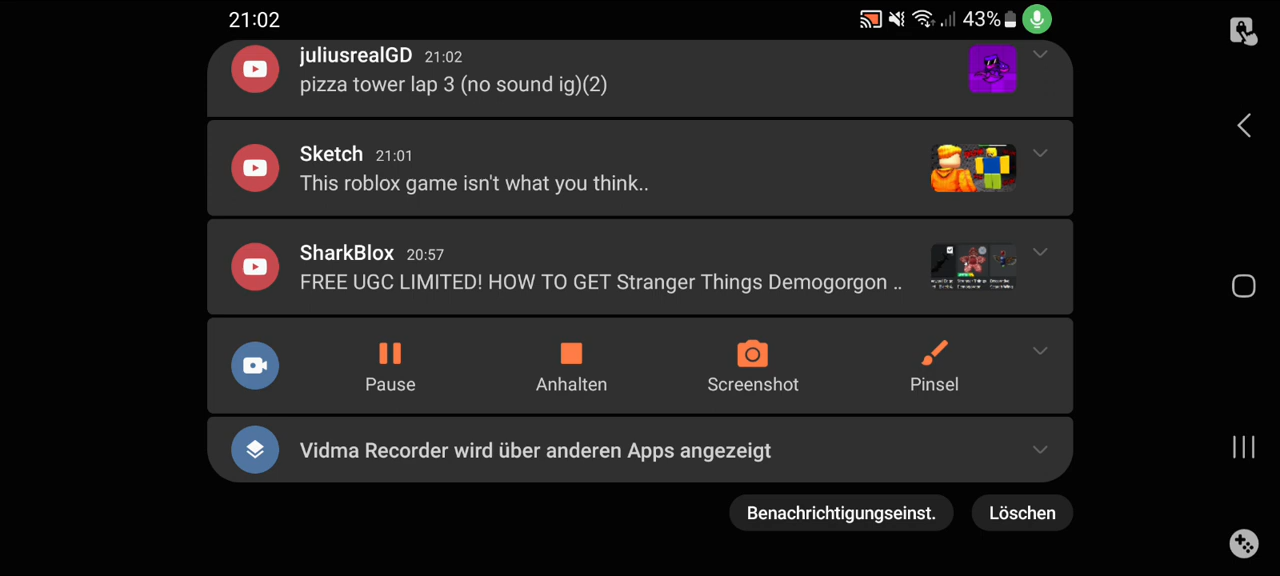 21:02
43%
juliusrealGD 21:02
pizza tower lap 3 (no sound ig)(2)
Sketch 21:01
This roblox game isn't what you think..
SharkBlox 20:57
FREE UGC LIMITED! HOW TO GET Stranger Things Demogorgon ..
Pause
Anhalten
Screenshot
Pinsel
Vidma Recorder wird über anderen Apps angezeigt
Benachrichtigungseinst.
Löschen